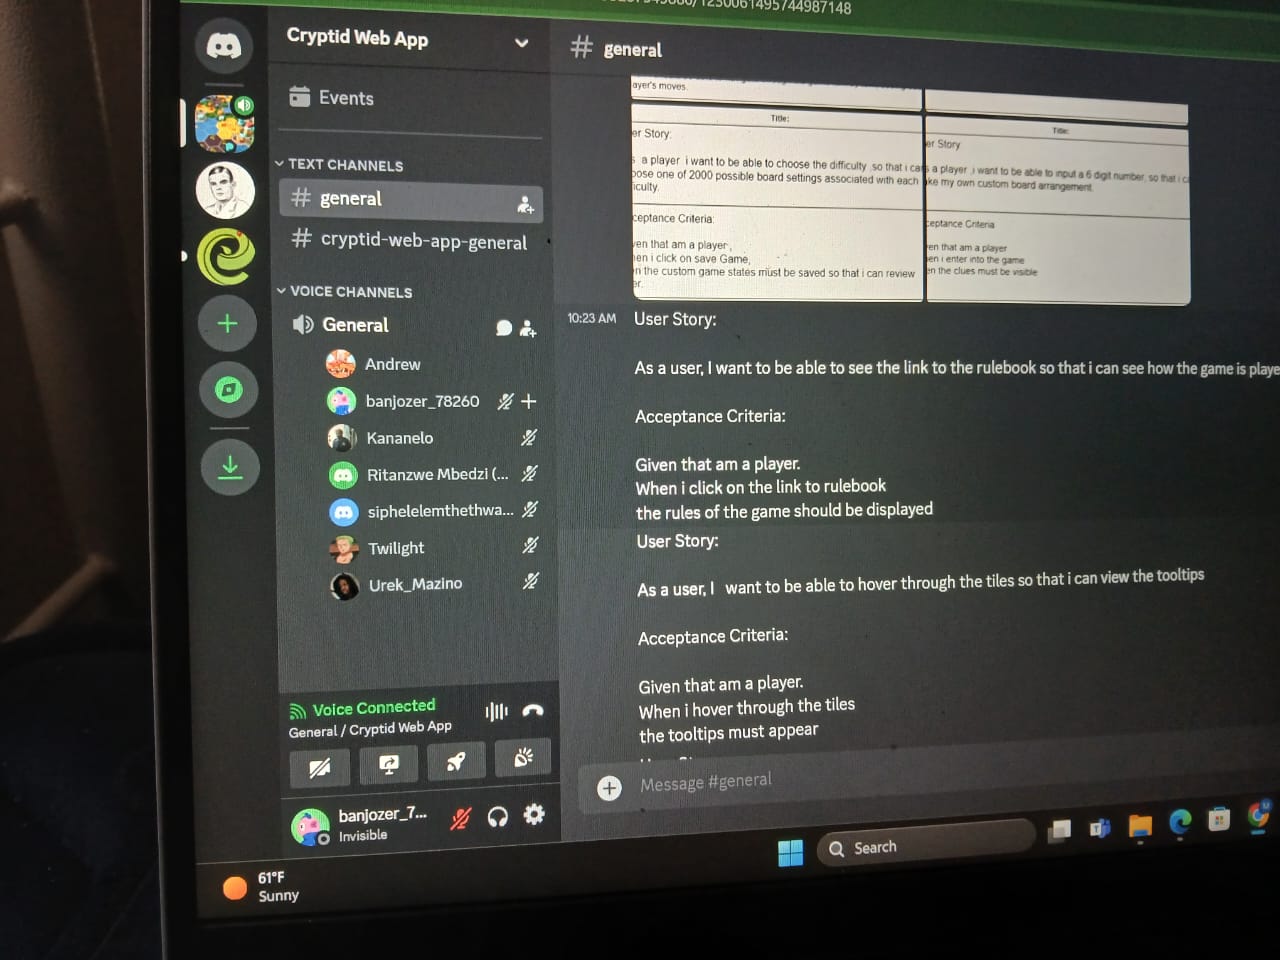 1230061495744987148
Cryptid Web App
general
Events
TEXT CHANNELS
general
cryptid-web-app-general
VOICE CHANNELS
General
Andrew
banjozer_78260
Kananelo
Ritanzwe Mbedzi (...
siphelelemthethwa...
Twilight
Urek_Mazino
Voice Connected
General / Cryptid Web App
banjozer_7...
Invisible
ayer's moves.
Title:
er Story:
s a player i want to be able to choose the difficulty ,so that i ca
ose one of 2000 possible board settings associated with each
iculty.
ceptance Criteria:
en that am a player,
en i click on save Game,
n the custom game states must be saved so that i can review
er.
Title:
er Story
s a player ,i want to be able to input a 6 digit number, so that i c
ke my own custom board arrangement.
ceptance Criteria
en that am a player
en i enter into the game
en the clues must be visible
10:23 AM
User Story:
As a user, I want to be able to see the link to the rulebook so that i can see how the game is playe
Acceptance Criteria:
Given that am a player.
When i click on the link to rulebook
the rules of the game should be displayed
User Story:
As a user, I want to be able to hover through the tiles so that i can view the tooltips
Acceptance Criteria:
Given that am a player.
When i hover through the tiles
the tooltips must appear
Message #general
Search
61°F
Sunny